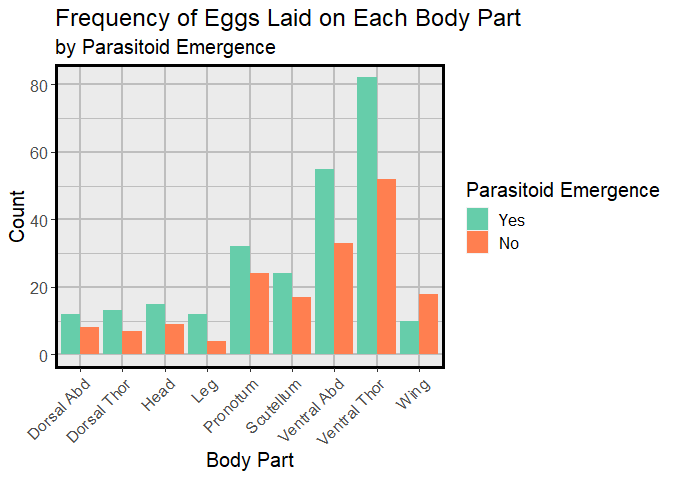 Frequency of Eggs Laid on Each Body Part
by Parasitoid Emergence
Count
80
60
40
20
0
Dorsal Abd
Dorsal Thor
Head
Leg
Pronotum
Scutellum
Ventral Abd
Ventral Thor
Wing
Body Part
Parasitoid Emergence
Yes
No